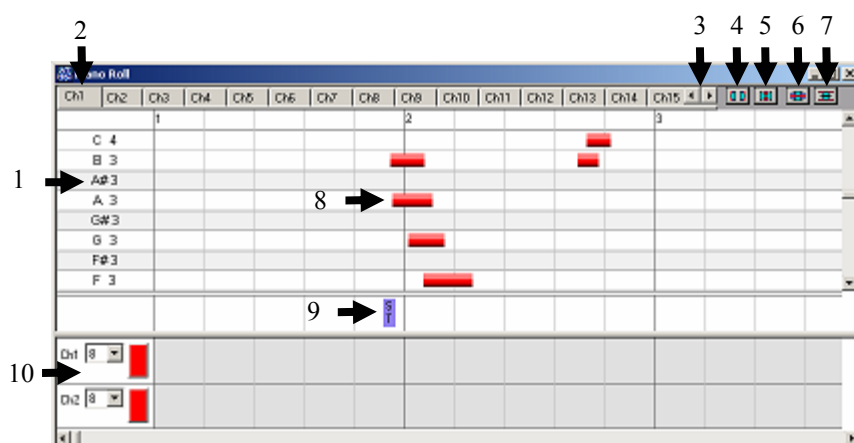 2 3 4 5 6 7
ano Roll
Ch1 Ch2 Ch3 Ch4 Ch5 Ch6 Ch7 Ch8 Ch9 Ch10 Ch11 Ch12 Ch13 Ch14 Ch15
1 2 3
C 4
B 3
1 A#3
8
A 3
G#3
G 3
F#3
F 3
9
S
T
Ch1 8
10
Ch2 8